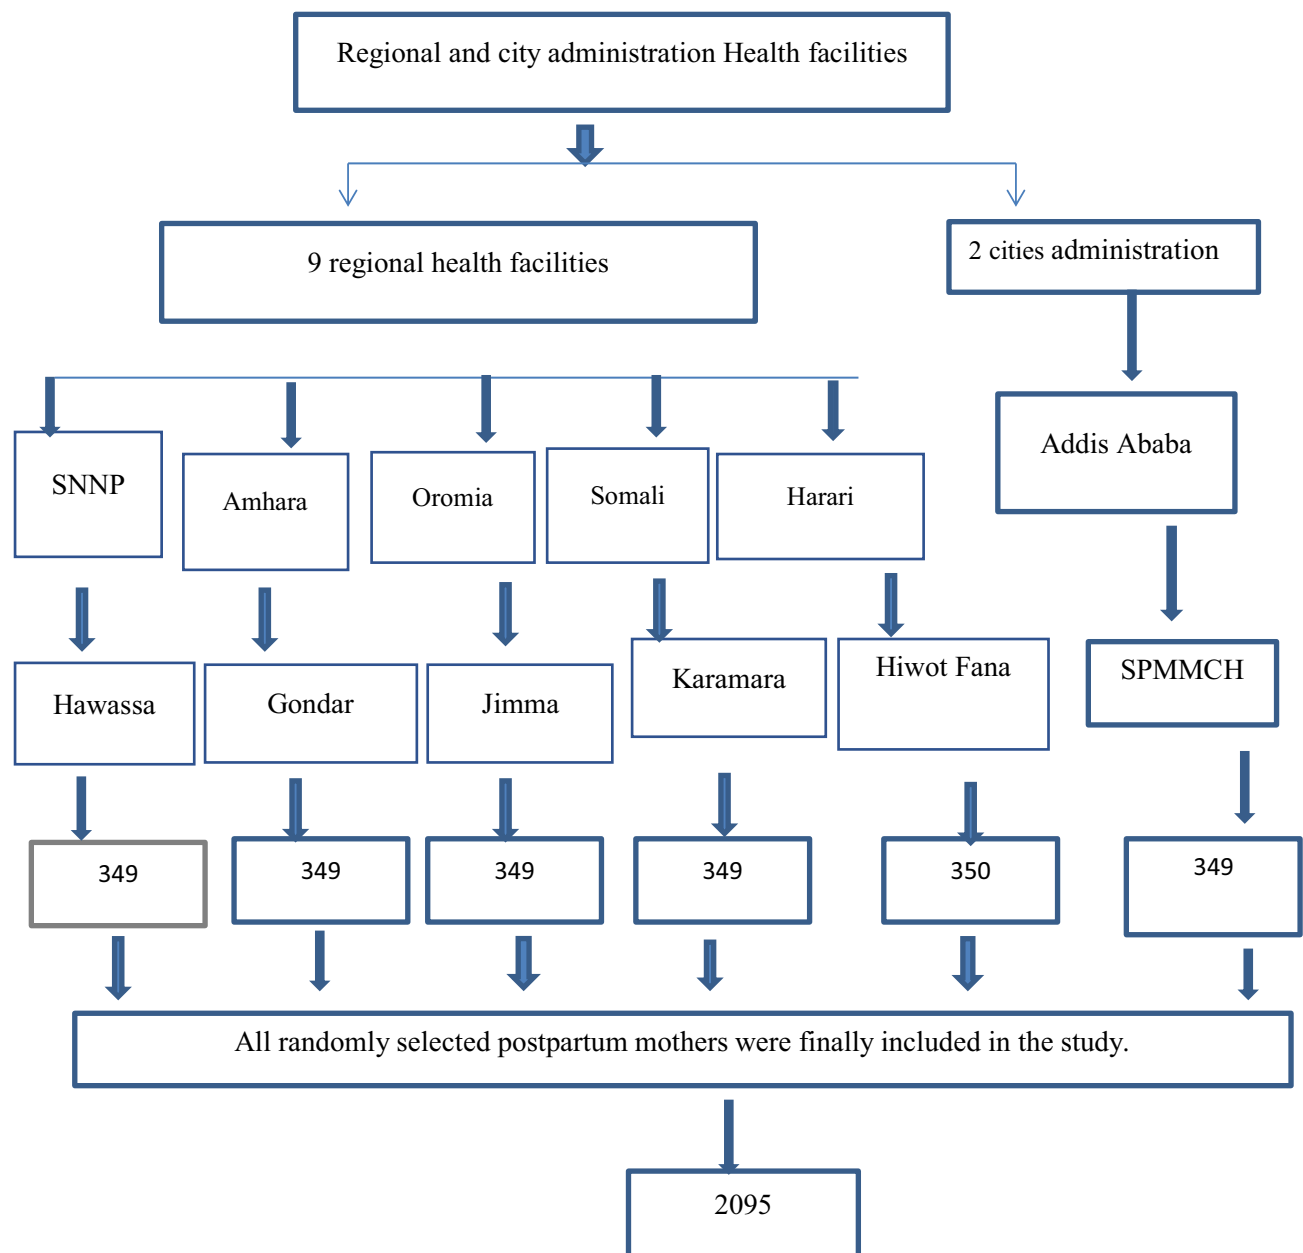 Regional and city administration Health facilities
9 regional health facilities
2 cities administration
SNNP
Amhara
Oromia
Somali
Harari
Addis Ababa
Hawassa
Gondar
Jimma
Karamara
Hiwot Fana
SPMMCH
349
349
349
349
350
349
All randomly selected postpartum mothers were finally included in the study.
2095